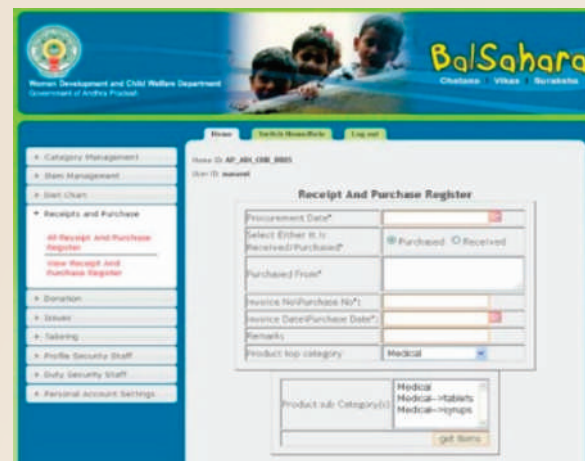 BalSahara
Chetana | Vikas | Suraksha
Women Development and Child Welfare Department
Government of Andhra Pradesh
Home
Switch Home/Role
Log out
Category Management
Item Management
Diet Chart
Receipts and Purchase
Receipt And Purchase
Register
View Receipt And
Purchase Register
Donation
Issues
Tailoring
Profile Security Staff
Duty Security Staff
Personal Account Settings
Home ID:
User ID:
Receipt And Purchase Register
Procurement Date*
Select Either It is
Received/Purchased*
Purchased Received
Purchased From*
Invoice No\Purchase No*:
Invoice Date\Purchase Date*:
Remarks
Product top category
Medical
Product sub Category(s)
Medical
Medical-->tablets
Medical-->syrups
get items